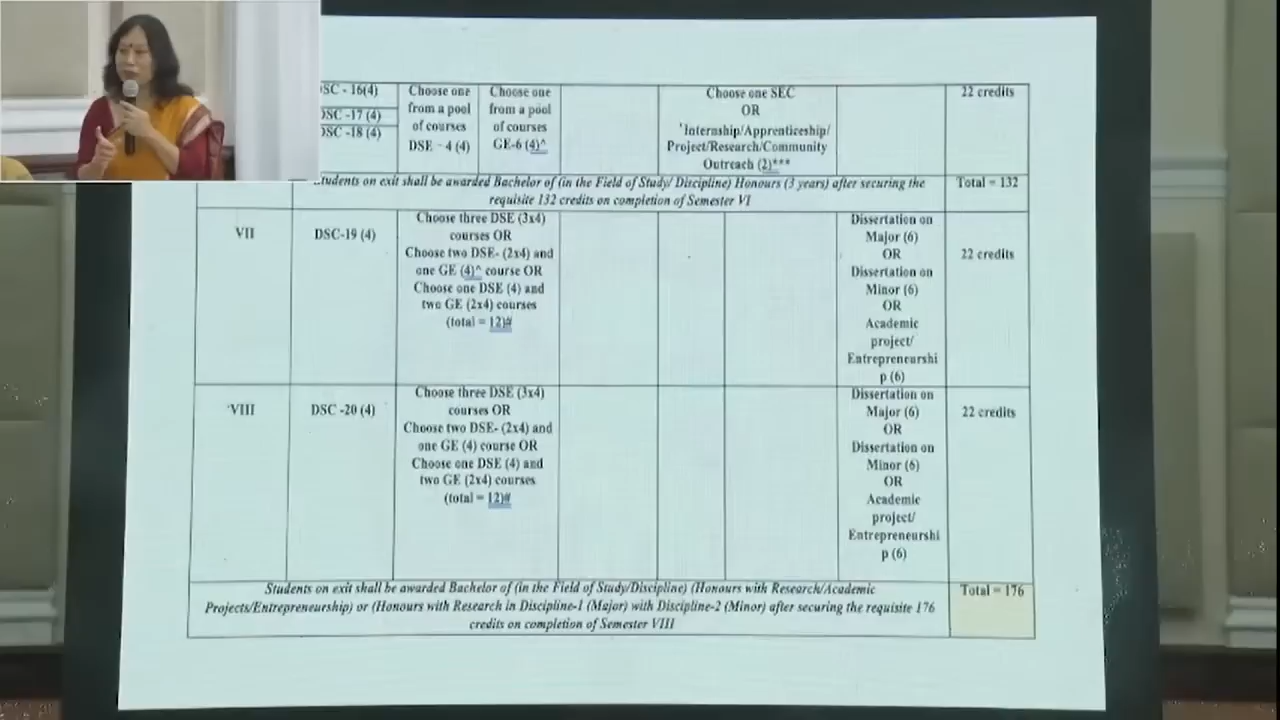 SC - 16(4)
DSC -17 (4)
DSC -18 (4)
Choose one
from a pool
of courses
DSE - 4 (4)
Choose one
from a pool
of courses
GE-6 (4)^
Choose one SEC
OR
'Internship/Apprenticeship/
Project/Research/Community
Outreach (2)***
22 credits
Students on exit shall be awarded Bachelor of (in the Field of Study/ Discipline) Honours (3 years) after securing the
requisite 132 credits on completion of Semester VI
Total = 132
VII
DSC-19 (4)
Choose three DSE (3x4)
courses OR
Choose two DSE- (2x4) and
one GE (4)^ course OR
Choose one DSE (4) and
two GE (2x4) courses
(total = 12)#
Dissertation on
Major (6)
OR
Dissertation on
Minor (6)
OR
Academic
project/
Entrepreneurshi
p (6)
22 credits
VIII
DSC -20 (4)
Choose three DSE (3x4)
courses OR
Choose two DSE- (2x4) and
one GE (4) course OR
Choose one DSE (4) and
two GE (2x4) courses
(total = 12)#
Dissertation on
Major (6)
OR
Dissertation on
Minor (6)
OR
Academic
project/
Entrepreneurshi
p (6)
22 credits
Students on exit shall be awarded Bachelor of (in the Field of Study/Discipline) (Honours with Research/Academic
Projects/Entrepreneurship) or (Honours with Research in Discipline-1 (Major) with Discipline-2 (Minor) after securing the requisite 176
credits on completion of Semester VIII
Total = 176